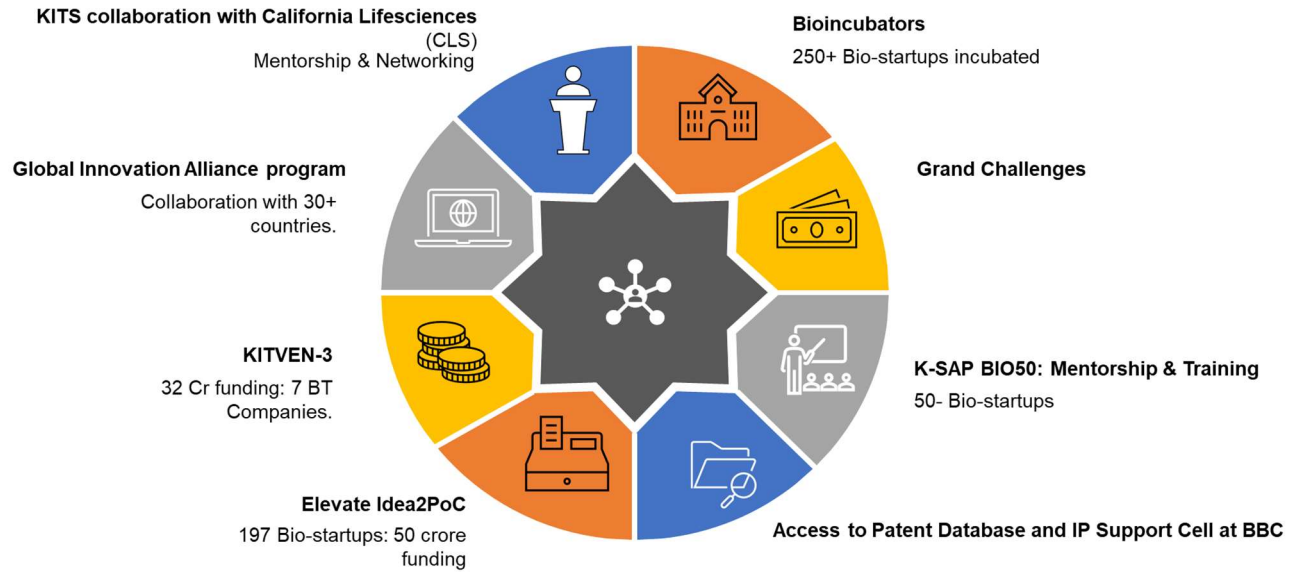 KITS collaboration with California Lifesciences
(CLS)
Mentorship & Networking
Bioincubators
250+ Bio-startups incubated
Global Innovation Alliance program
Collaboration with 30+
countries.
Grand Challenges
KITVEN-3
32 Cr funding: 7 BT
Companies.
K-SAP BIO50: Mentorship & Training
50- Bio-startups
Elevate Idea2PoC
197 Bio-startups: 50 crore
funding
Access to Patent Database and IP Support Cell at BBC